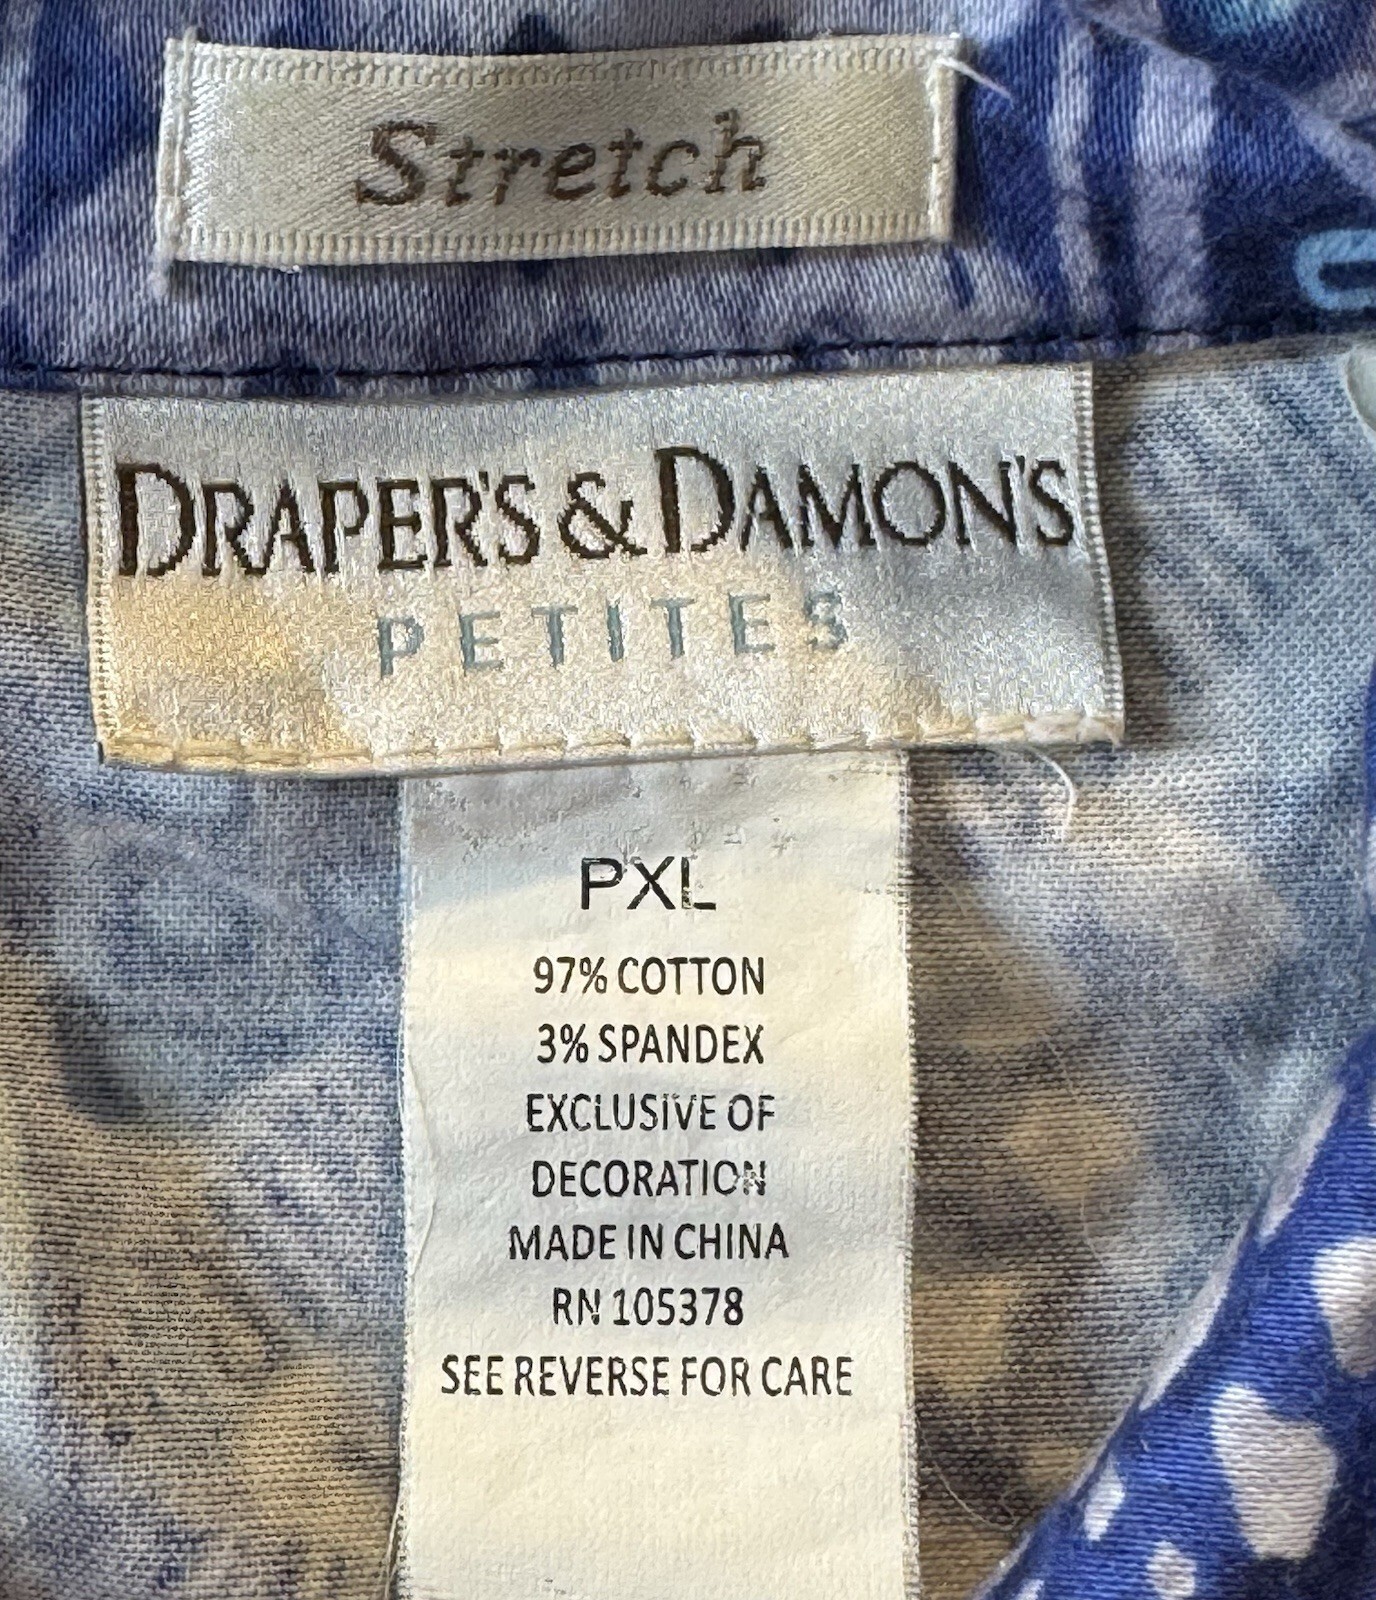 Stretch
DRAPER'S & DAMON'S
PETITES
PXL
97% COTTON
3% SPANDEX
EXCLUSIVE OF
DECORATION
MADE IN CHINA
RN 105378
SEE REVERSE FOR CARE